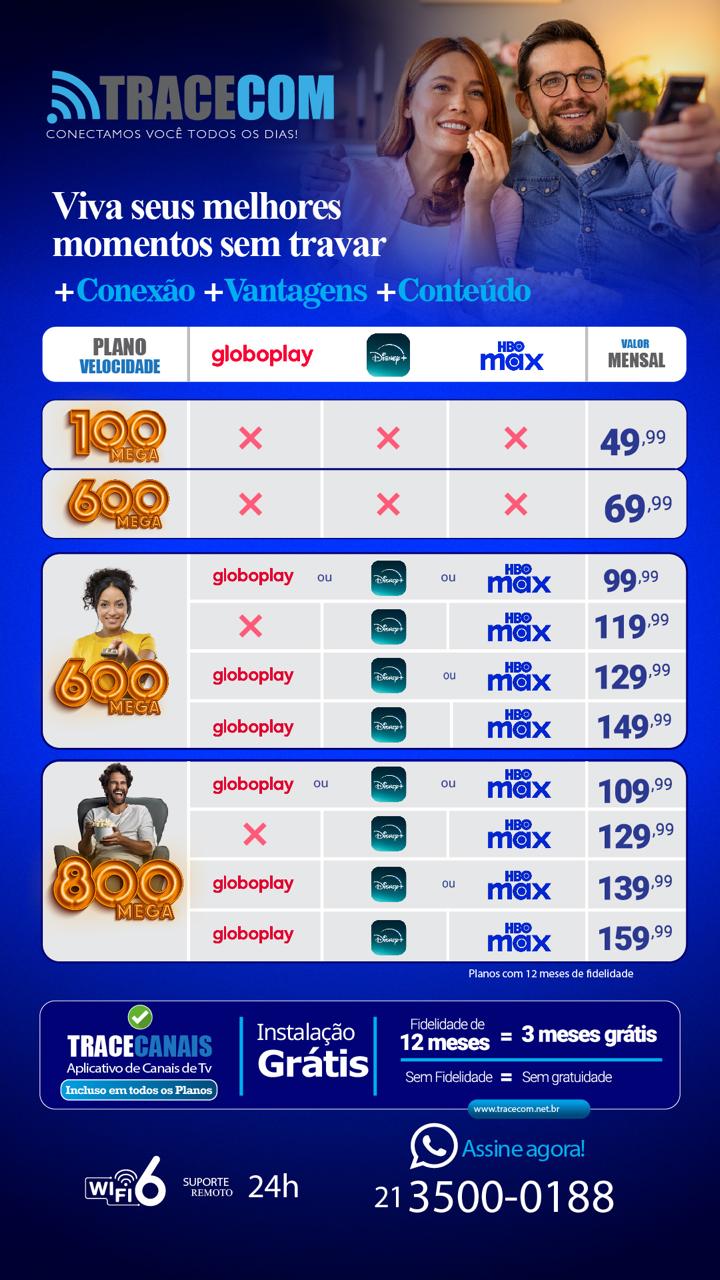 TRACECOM
CONECTAMOS VOCÊ TODOS OS DIAS!
Viva seus melhores
momentos sem travar
+Conexão +Vantagens +Conteúdo
PLANO
VELOCIDADE
globoplay
Disney+
HBO
max
VALOR
MENSAL
100
MEGA
49,99
600
MEGA
69,99
600
MEGA
globoplay ou Disney+ ou HBO max 99,99
Disney+ HBO max 119,99
globoplay Disney+ ou HBO max 129,99
globoplay Disney+ HBO max 149,99
800
MEGA
globoplay ou Disney+ ou HBO max 109,99
Disney+ HBO max 129,99
globoplay Disney+ ou HBO max 139,99
globoplay Disney+ HBO max 159,99
Planos com 12 meses de fidelidade
TRACECANAIS
Aplicativo de Canais de Tv
Incluso em todos os Planos
Instalação
Grátis
Fidelidade de
12 meses = 3 meses grátis
Sem Fidelidade = Sem gratuidade
www.tracecom.net.br
WIFI 6
SUPORTE
REMOTO
24h
Assine agora!
21 3500-0188